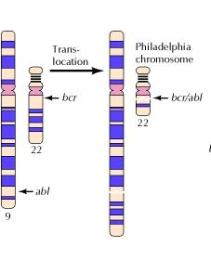 Trans-
location
Philadelphia
chromosome
bcr
bcr/abl
22
22
abl
9